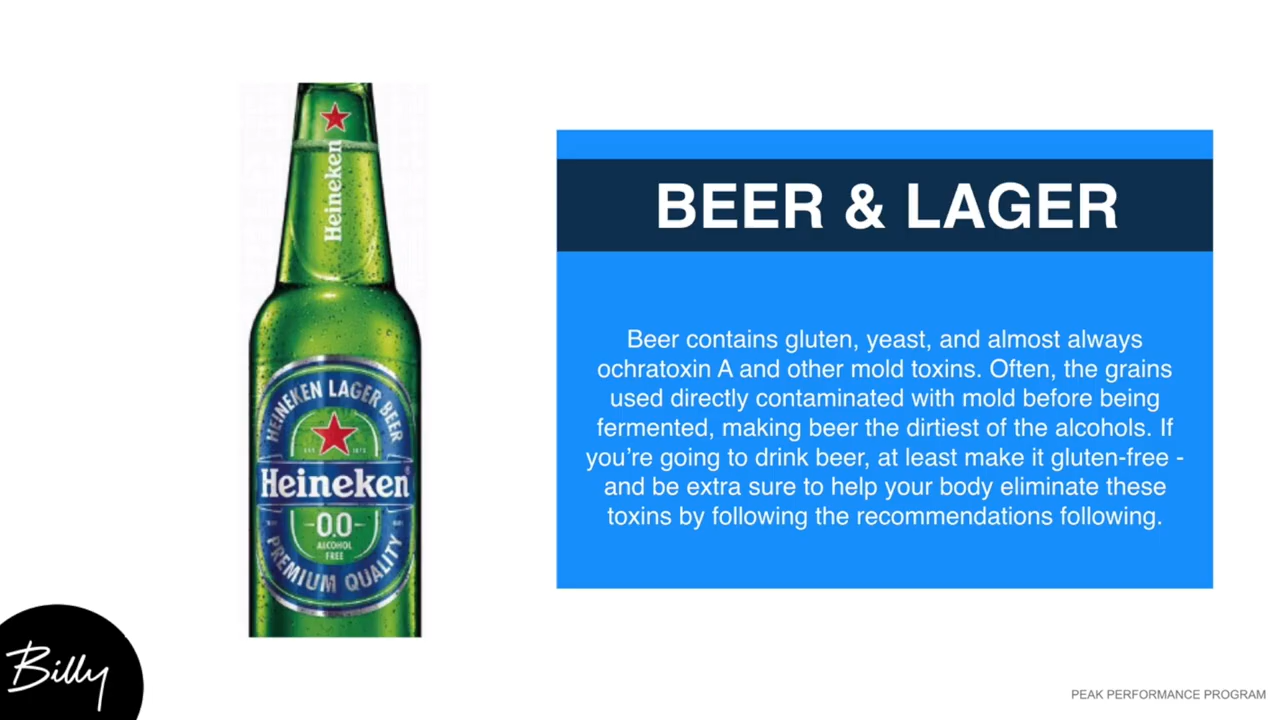 Heineken
HEINEKEN LAGER BEER
Heineken
0.0
ALCOHOL
FREE
PREMIUM QUALITY
BEER & LAGER
Beer contains gluten, yeast, and almost always
ochratoxin A and other mold toxins. Often, the grains
used directly contaminated with mold before being
fermented, making beer the dirtiest of the alcohols. If
you’re going to drink beer, at least make it gluten-free -
and be extra sure to help your body eliminate these
toxins by following the recommendations following.
Billy
PEAK PERFORMANCE PROGRAM